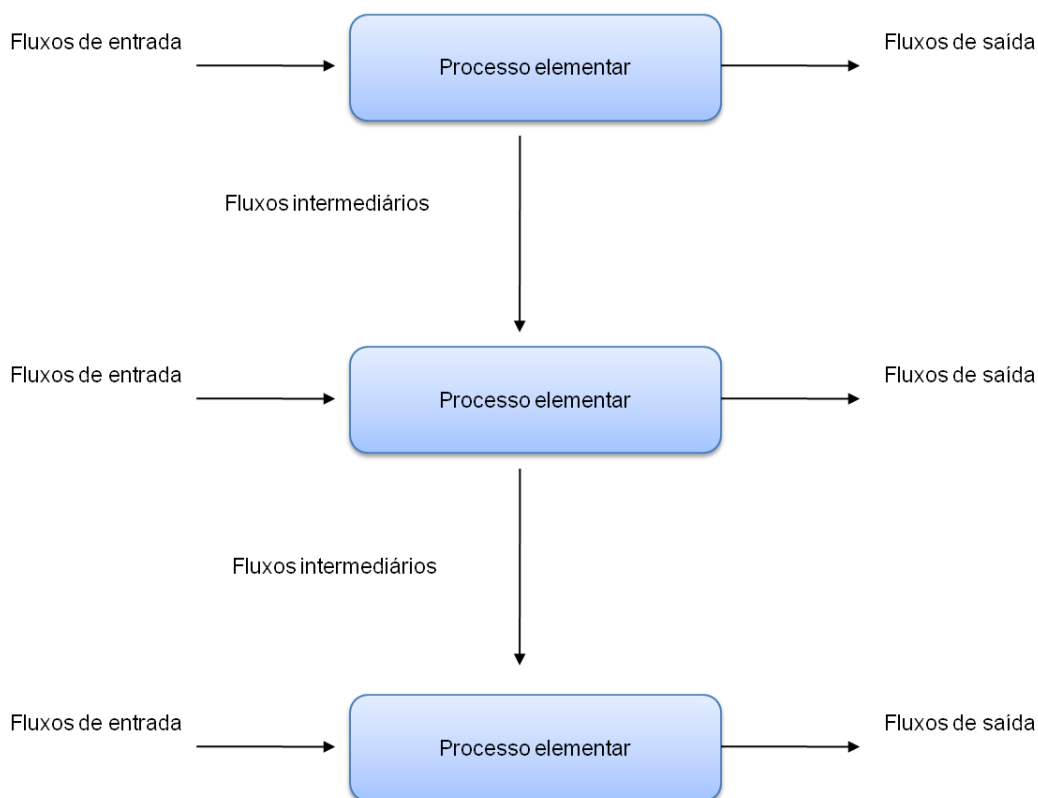 Fluxos de entrada
Processo elementar
Fluxos de saída
Fluxos intermediários
Fluxos de entrada
Processo elementar
Fluxos de saída
Fluxos intermediários
Fluxos de entrada
Processo elementar
Fluxos de saída